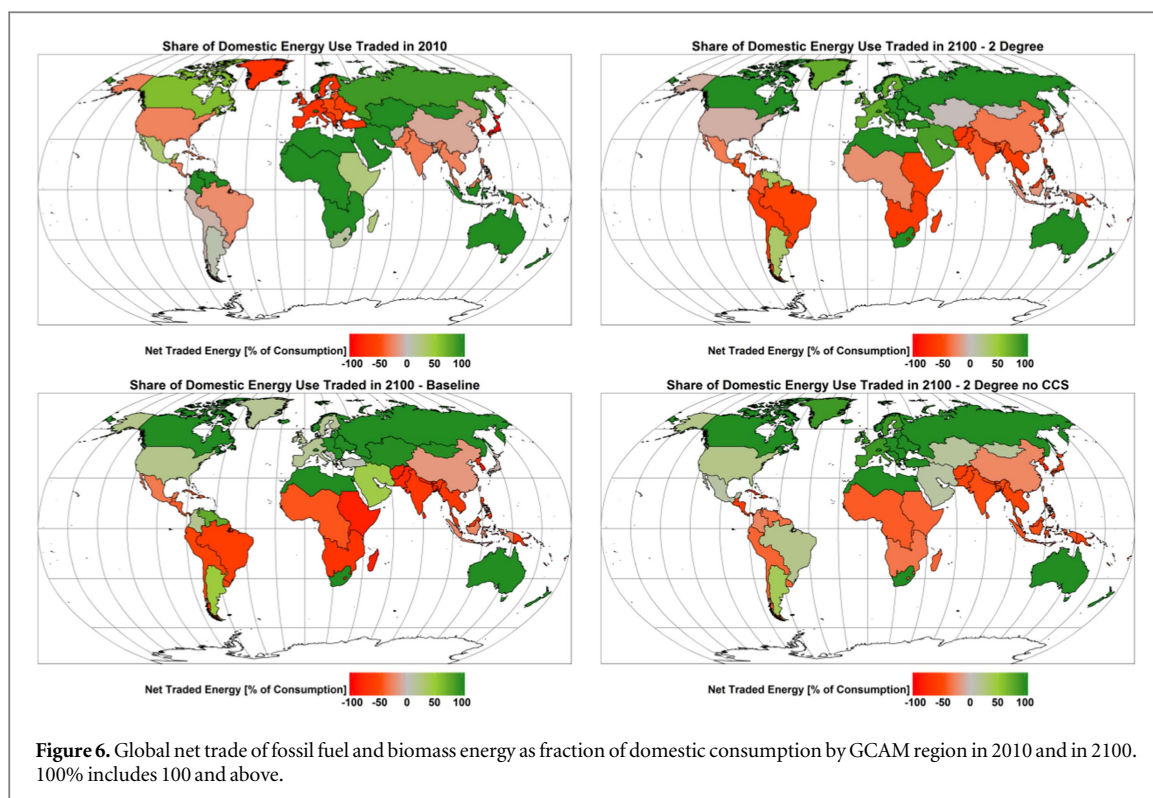 Share of Domestic Energy Use Traded in 2010
Net Traded Energy [% of Consumption]
-100 -50 0 50 100
Share of Domestic Energy Use Traded in 2100 - 2 Degree
Net Traded Energy [% of Consumption]
-100 -50 0 50 100
Share of Domestic Energy Use Traded in 2100 - Baseline
Net Traded Energy [% of Consumption]
-100 -50 0 50 100
Share of Domestic Energy Use Traded in 2100 - 2 Degree no CCS
Net Traded Energy [% of Consumption]
-100 -50 0 50 100
Figure 6. Global net trade of fossil fuel and biomass energy as fraction of domestic consumption by GCAM region in 2010 and in 2100.
100% includes 100 and above.